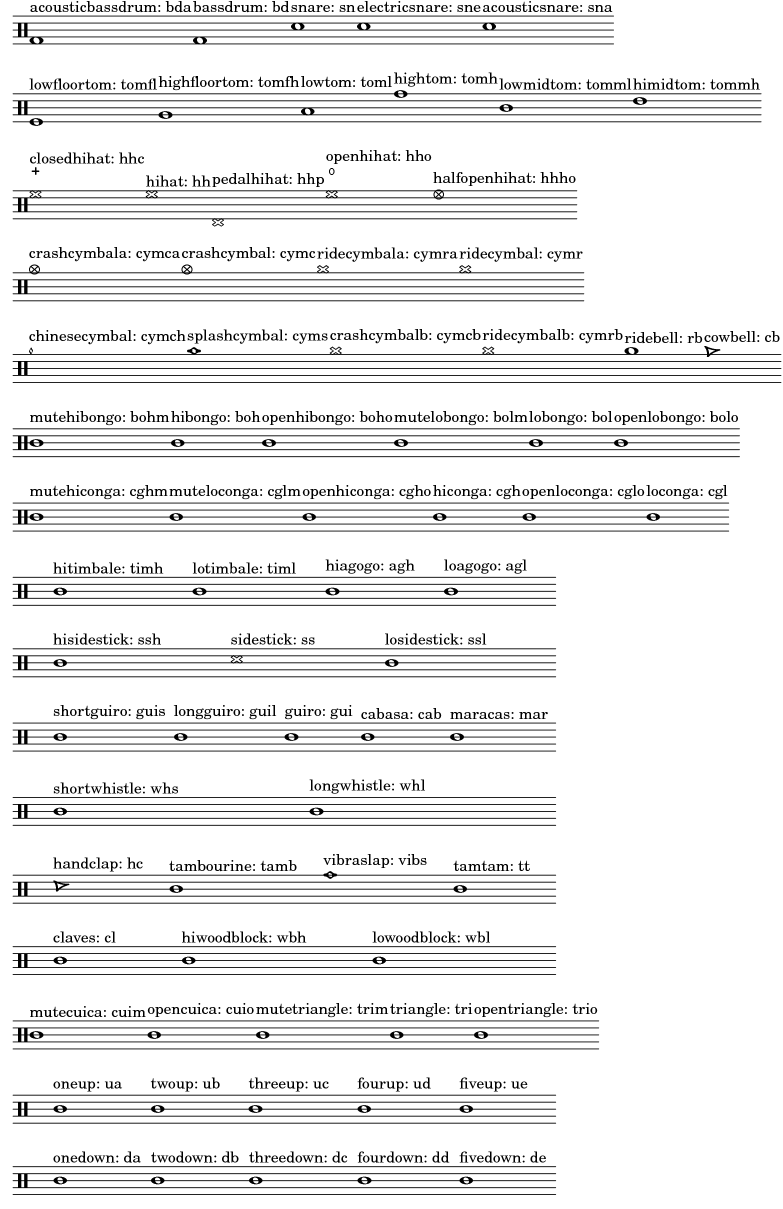 acousticbassdrum: bda bassdrum: bd snare: sn electricsnare: sne acousticsnare: sna
lowfloortom: tomfl highfloortom: tomfh lowtom: toml hightom: tomh lowmidtom: tomml himidtom: tommh
closedhihat: hhc hihat: hh pedalhihat: hhp openhihat: hho halfopenhihat: hhho
crashcymbala: cymca crashcymbal: cymc ridecymbala: cymra ridecymbal: cymr
chinesecymbal: cymch splashcymbal: cyms crashcymbalb: cymcb ridecymbalb: cymrb ridebell: rb cowbell: cb
mutehibongo: bohm hibongo: boh openhibongo: boho mutelobongo: bolm lobongo: bol openlobongo: bolo
mutehiconga: cghm muteloconga: cglm openhiconga: cgho hiconga: cgh openloconga: cglo loconga: cgl
hitimbale: timh lotimbale: timl hiagogo: agh loagogo: agl
hisidestick: ssh sidestick: ss losidestick: ssl
shortguiro: guis longguiro: guil guiro: gui cabasa: cab maracas: mar
shortwhistle: whs longwhistle: whl
handclap: hc tambourine: tamb vibraslap: vibs tamtam: tt
claves: cl hiwoodblock: wbh lowoodblock: wbl
mutecuica: cuim opencuica: cuio mutetriangle: trim triangle: tri opentriangle: trio
oneup: ua twoup: ub threeup: uc fourup: ud fiveup: ue
onedown: da twodown: db threedown: dc fourdown: dd fivedown: de